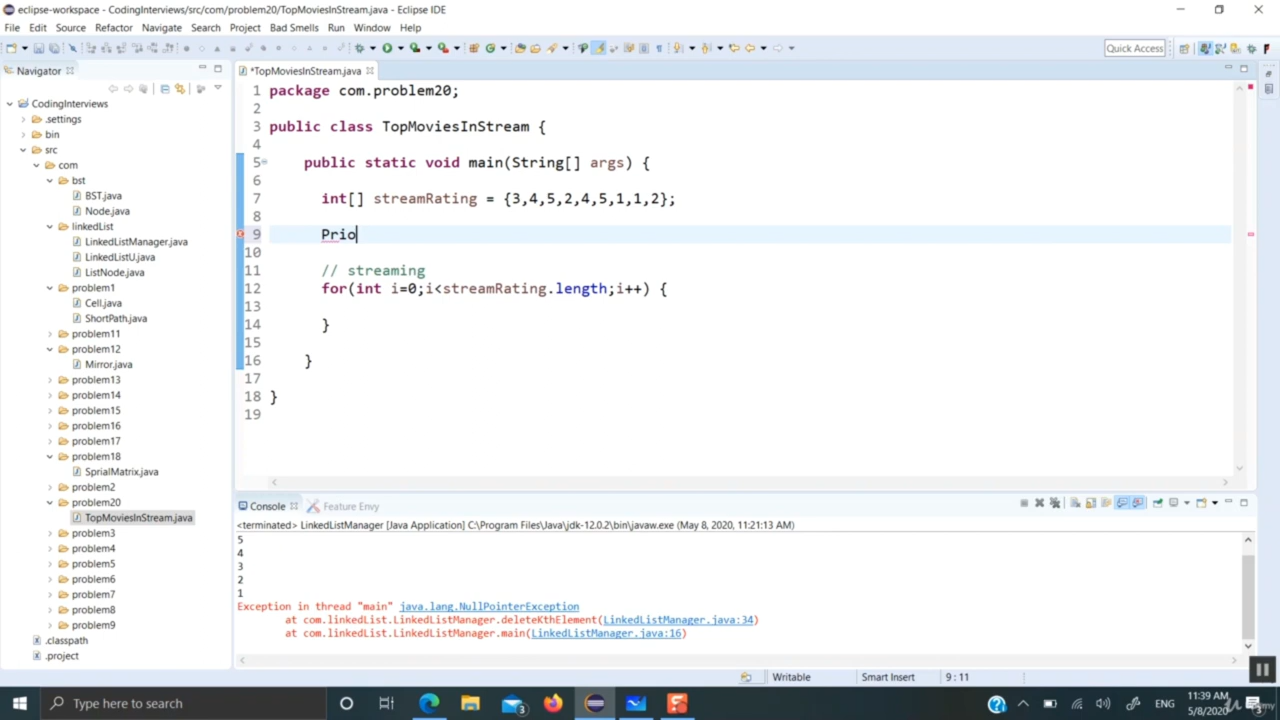 eclipse-workspace - CodingInterviews/src/com/problem20/TopMoviesInStream.java - Eclipse IDE
File Edit Source Refactor Navigate Search Project Bad Smells Run Window Help
Quick Access
Navigator
*TopMoviesInStream.java
CodingInterviews
.settings
bin
src
com
bst
BST.java
Node.java
linkedList
LinkedListManager.java
LinkedListU.java
ListNode.java
problem1
Cell.java
ShortPath.java
problem11
problem12
Mirror.java
problem13
problem14
problem15
problem16
problem17
problem18
SprialMatrix.java
problem2
problem20
TopMoviesInStream.java
problem3
problem4
problem5
problem6
problem7
problem8
problem9
.classpath
.project
1 package com.problem20;
2
3 public class TopMoviesInStream {
4
5 public static void main(String[] args) {
6
7 int[] streamRating = {3,4,5,2,4,5,1,1,2};
8
9 Prio
10
11 // streaming
12 for(int i=0;i<streamRating.length;i++) {
13
14 }
15
16 }
17
18 }
19
Console Feature Envy
<terminated> LinkedListManager [Java Application] C:\Program Files\Java\jdk-12.0.2\bin\javaw.exe (May 8, 2020, 11:21:13 AM)
5
4
3
2
1
Exception in thread "main" java.lang.NullPointerException
at com.linkedList.LinkedListManager.deleteKthElement(LinkedListManager.java:34)
at com.linkedList.LinkedListManager.main(LinkedListManager.java:16)
Writable Smart Insert 9 : 11
Type here to search
3
ENG
11:39 AM
5/8/2020
3